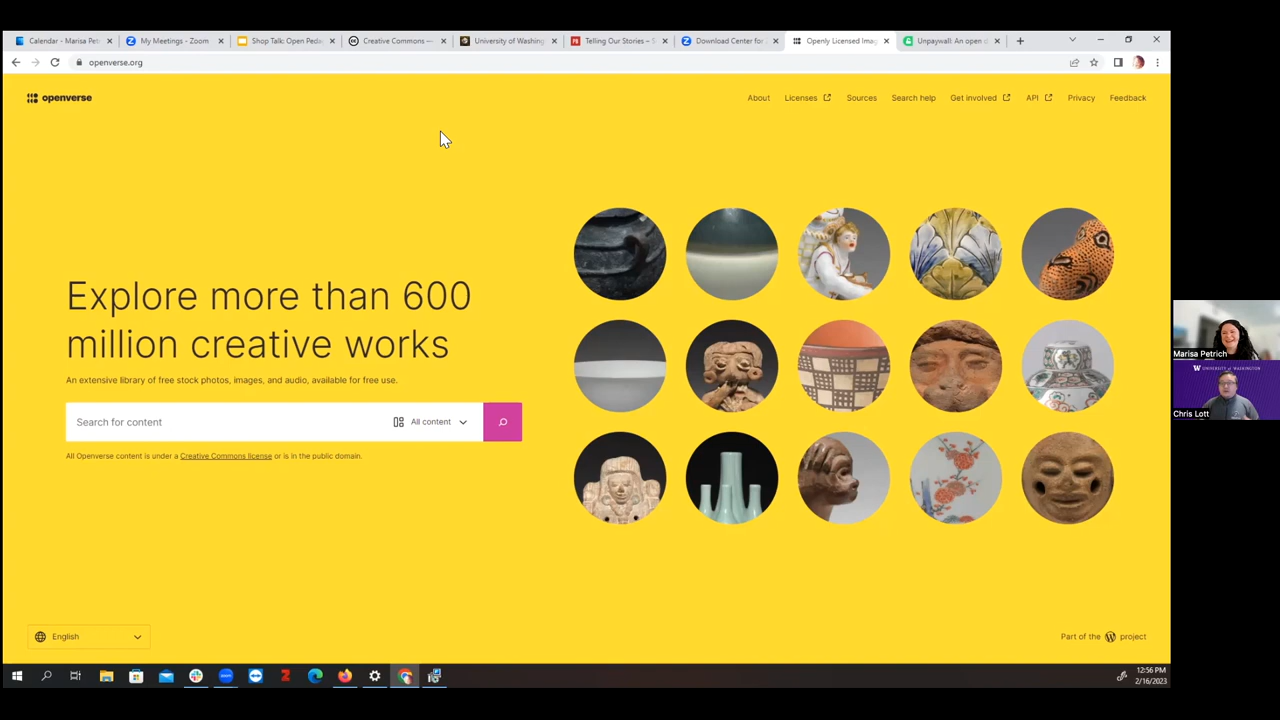 Calendar - Marisa Pet
My Meetings - Zoom
Shop Talk: Open Peda
Creative Commons —
University of Washing
Telling Our Stories – S
Download Center for
Openly Licensed Imag
Unpaywall: An open d
openverse.org
openverse
About
Licenses
Sources
Search help
Get involved
API
Privacy
Feedback
Explore more than 600
million creative works
An extensive library of free stock photos, images, and audio, available for free use.
Search for content
All content
All Openverse content is under a Creative Commons license or is in the public domain.
English
Part of the
project
Marisa Petrich
W UNIVERSITY of WASHINGTON
Chris Lott
12:56 PM
2/16/2023